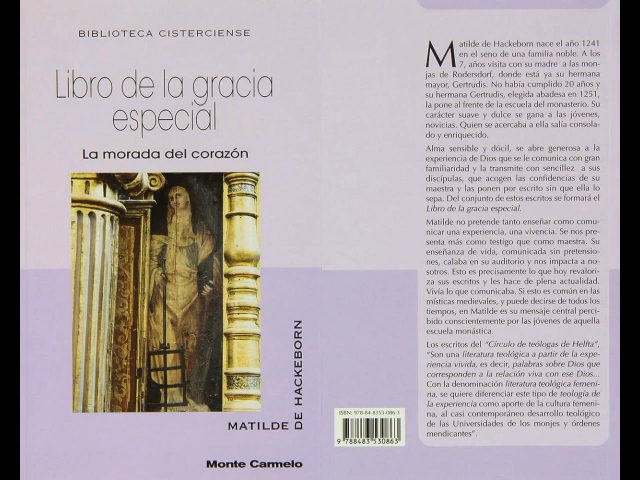 BIBLIOTECA CISTERCIENSE
Libro de la gracia
especial
La morada del corazón
MATILDE
DE HACKEBORN
Monte Carmelo
Matilde de Hackeborn nace el año 1241
en el seno de una familia noble. A los
7, años visita con su madre a las mon-
jas de Rodersdorf, donde está ya su hermana
mayor, Gertrudis. No había cumplido 20 años y
su hermana Gertrudis, elegida abadesa en 1251,
la pone al frente de la escuela del monasterio. Su
carácter suave y dulce se gana a las jóvenes,
novicias. Quien se acercaba a ella salía consola-
do y enriquecido.
Alma sensible y dócil, se abre generosa a la
experiencia de Dios que se le comunica con gran
familiaridad y la transmite con sencillez a sus
discípulas, que acogen las confidencias de su
maestra y las ponen por escrito sin que ella lo
sepa. Del conjunto de estos escritos se formará el
Libro de la gracia especial.
Matilde no pretende tanto enseñar como comu-
nicar una experiencia, una vivencia. Se nos pre-
senta más como testigo que como maestra. Su
enseñanza de vida, comunicada sin pretensio-
nes, calaba en su auditorio y nos impacta a no-
sotros. Esto es precisamente lo que hoy revalori-
za sus escritos y les hace de plena actualidad.
Vivía lo que comunicaba. Si esto es común en las
místicas medievales, y puede decirse de todos los
tiempos, en Matilde es su mensaje central perci-
bido conscientemente por las jóvenes de aquella
escuela monástica.
Los escritos del "Círculo de teólogas de Helfta",
"Son una literatura teológica a partir de la expe-
riencia vivida, es decir, palabras sobre Dios que
corresponden a la relación viva con ese Dios...
Con la denominación literatura teológica femeni-
na, se quiere diferenciar este tipo de teología de
la experiencia como aporte de la cultura femeni-
na, al casi contemporáneo desarrollo teológico
de las Universidades de los monjes y órdenes
mendicantes".
ISBN: 978-84-8353-086-3
9 788483 530863